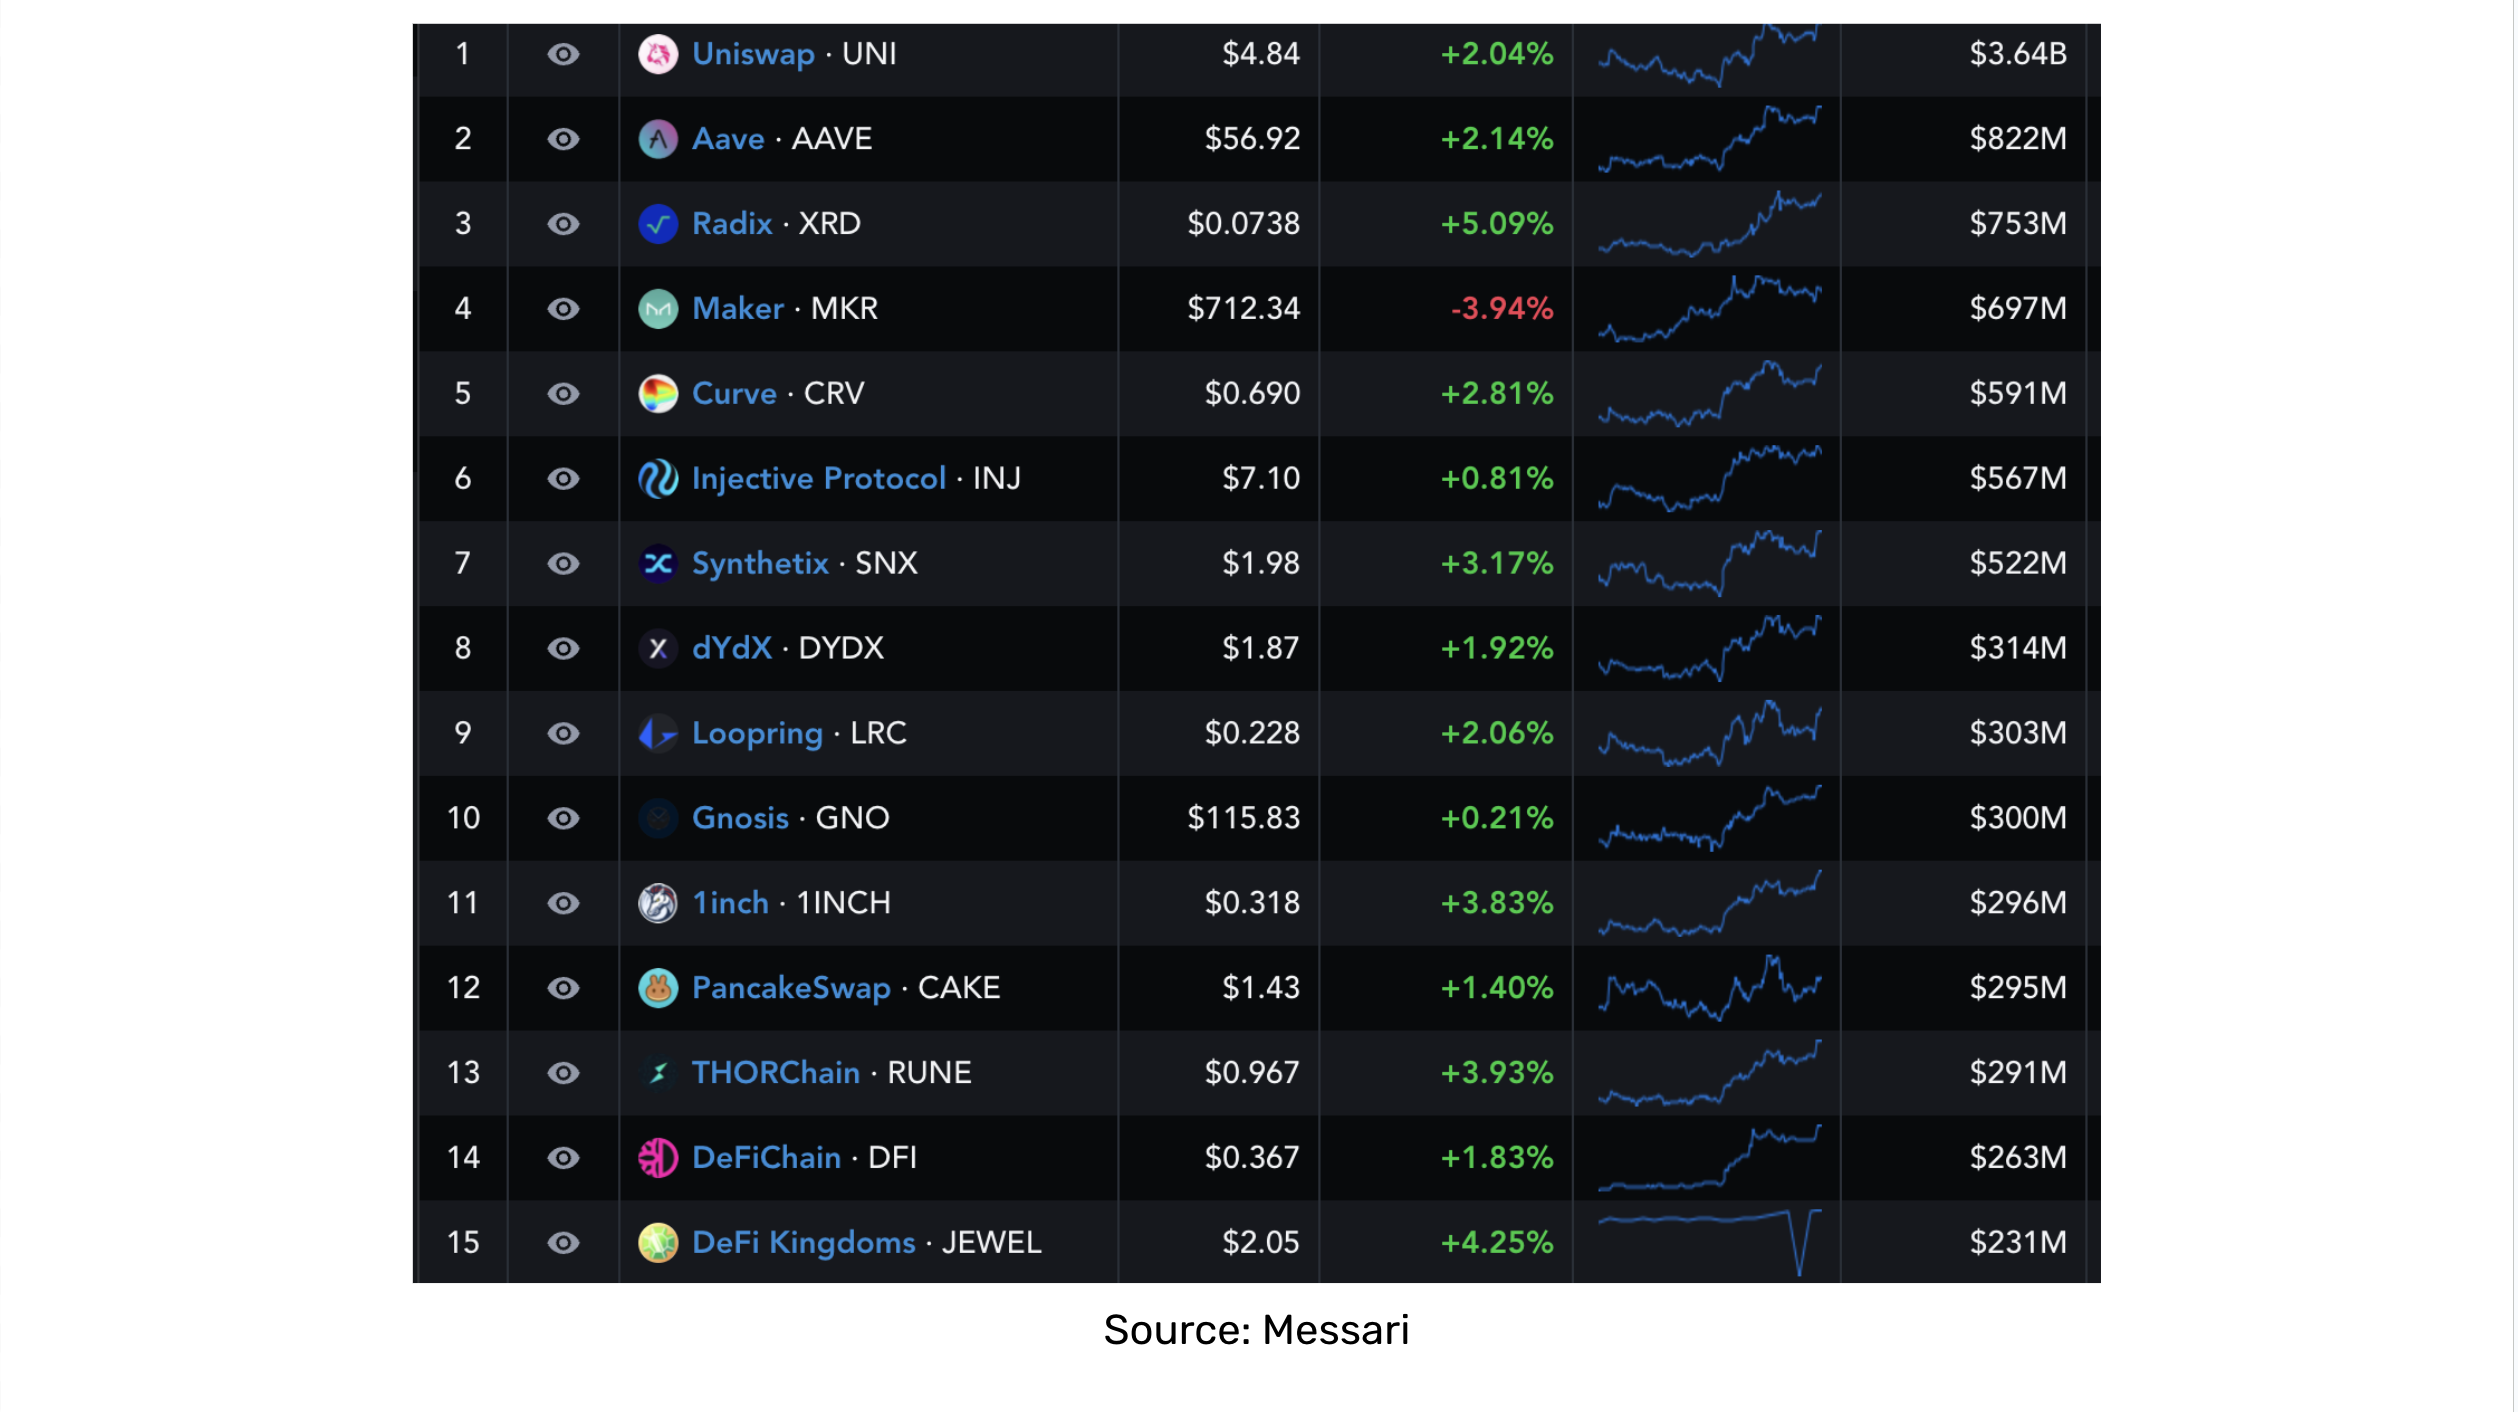 1 Uniswap · UNI $4.84 +2.04% $3.64B
2 Aave · AAVE $56.92 +2.14% $822M
3 Radix · XRD $0.0738 +5.09% $753M
4 Maker · MKR $712.34 -3.94% $697M
5 Curve · CRV $0.690 +2.81% $591M
6 Injective Protocol · INJ $7.10 +0.81% $567M
7 Synthetix · SNX $1.98 +3.17% $522M
8 dYdX · DYDX $1.87 +1.92% $314M
9 Loopring · LRC $0.228 +2.06% $303M
10 Gnosis · GNO $115.83 +0.21% $300M
11 1inch · 1INCH $0.318 +3.83% $296M
12 PancakeSwap · CAKE $1.43 +1.40% $295M
13 THORChain · RUNE $0.967 +3.93% $291M
14 DeFiChain · DFI $0.367 +1.83% $263M
15 DeFi Kingdoms · JEWEL $2.05 +4.25% $231M
Source: Messari